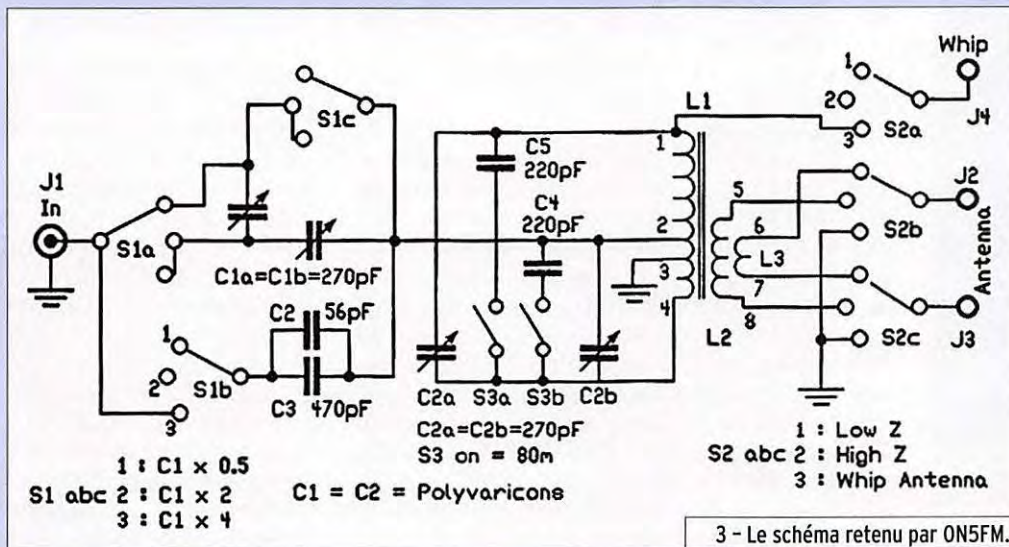 Whip
J4
1
2
3
S2a
S1c
L1
C5
220pF
C4
220pF
1
2
3
4
J1
In
S1a
C1a=C1b=270pF
C2
56pF
1
2
3
S1b
C3
470pF
C2a
S3a
S3b
C2b
C2a=C2b=270pF
S3 on = 80m
5
6
L3
7
8
L2
J2
S2b
Antenna
S2c
J3
S1 abc
1 : C1 x 0.5
2 : C1 x 2
3 : C1 x 4
C1 = C2 = Polyvaricons
S2 abc
1 : Low Z
2 : High Z
3 : Whip Antenna
3 - Le schéma retenu par ON5FM.